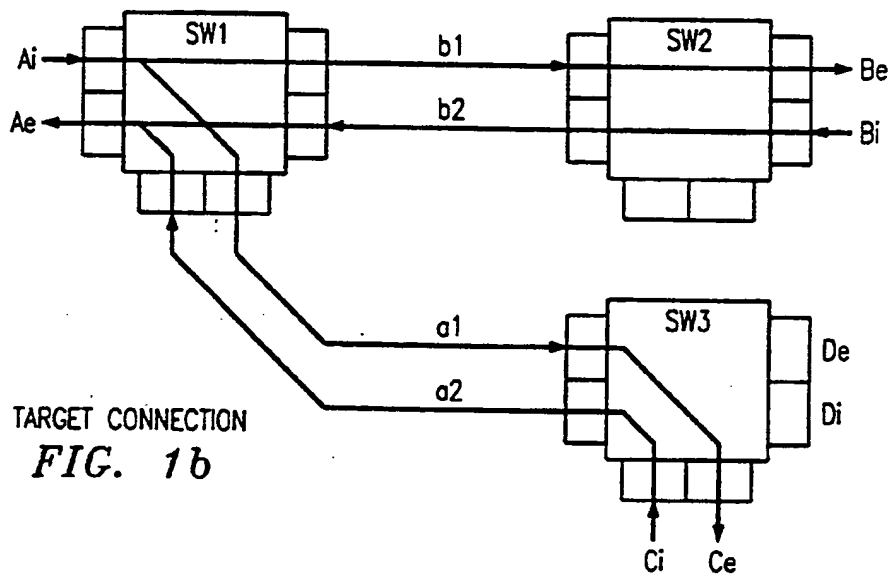 SW1
SW2
b1
Ai
Be
b2
Ae
Bi
SW3
a1
De
a2
Di
TARGET CONNECTION
FIG. 1b
Ci
Ce